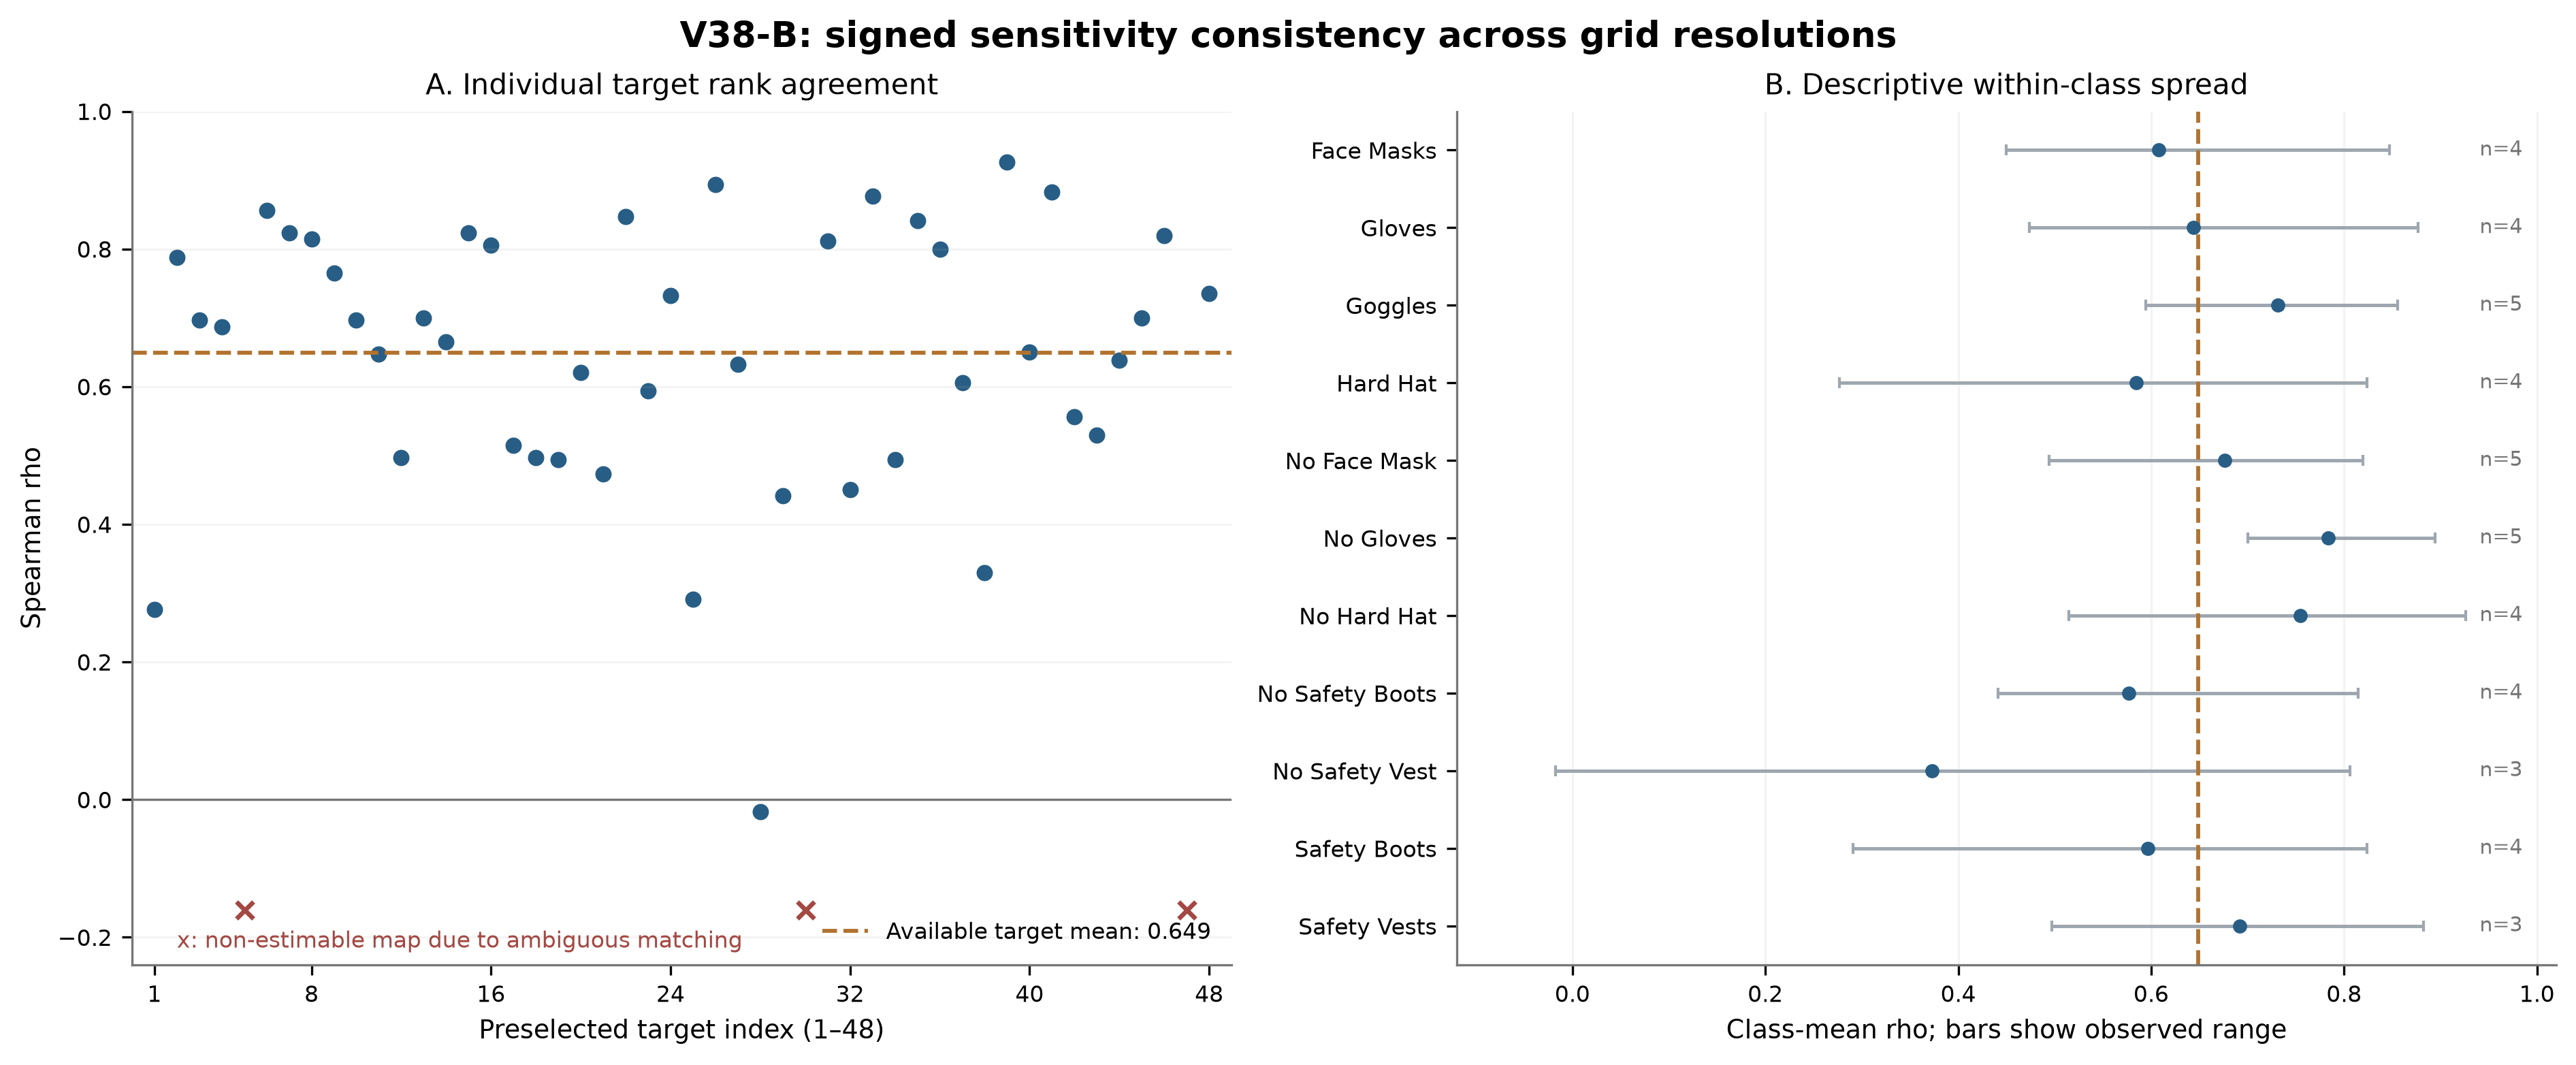 V38-B: signed sensitivity consistency across grid resolutions
A. Individual target rank agreement
Spearman rho
1.0
0.8
0.6
0.4
0.2
0.0
−0.2
x: non-estimable map due to ambiguous matching
Available target mean: 0.649
1 8 16 24 32 40 48
Preselected target index (1–48)
B. Descriptive within-class spread
Face Masks n=4
Gloves n=4
Goggles n=5
Hard Hat n=4
No Face Mask n=5
No Gloves n=5
No Hard Hat n=4
No Safety Boots n=4
No Safety Vest n=3
Safety Boots n=4
Safety Vests n=3
0.0 0.2 0.4 0.6 0.8 1.0
Class-mean rho; bars show observed range